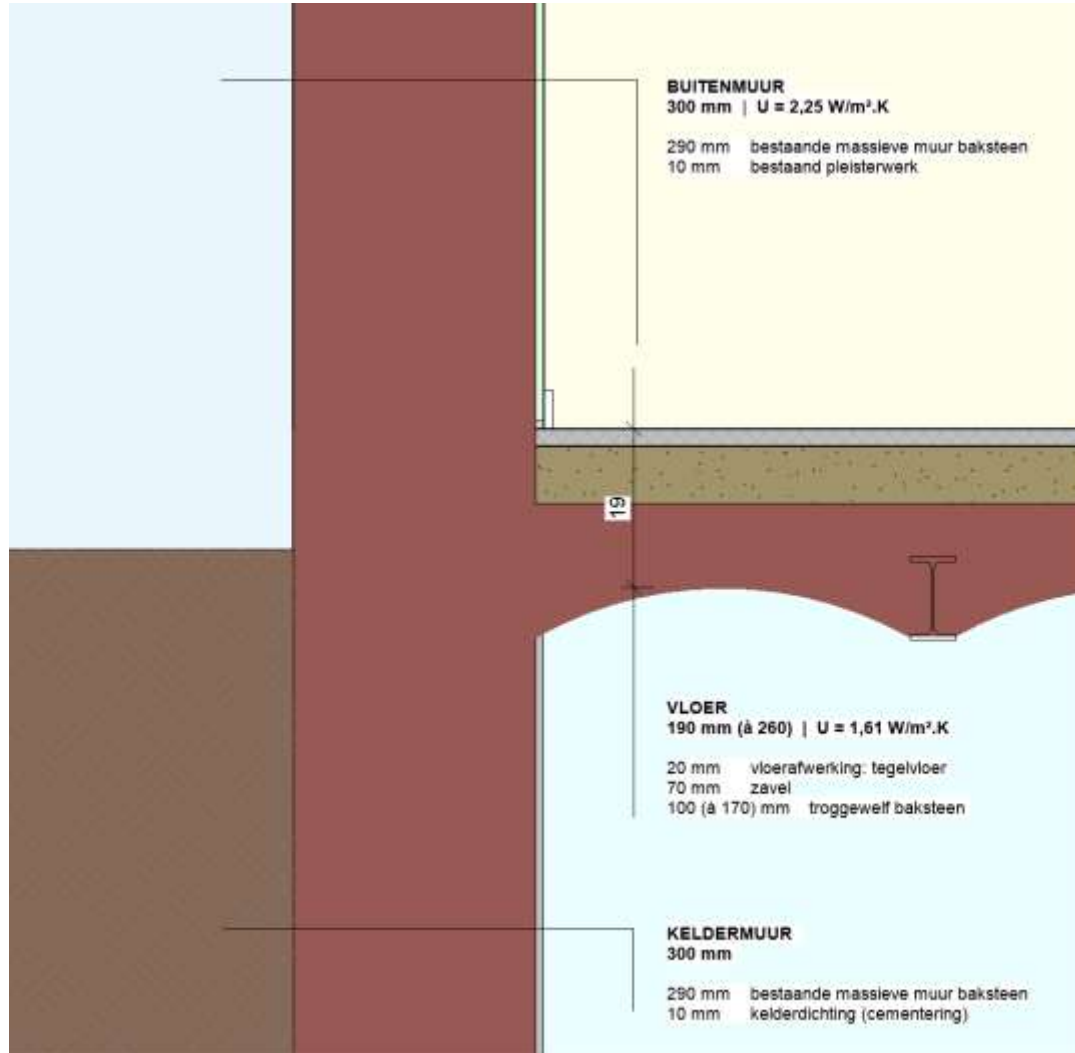 BUITENMUUR
300 mm | U = 2,25 W/m².K
290 mm bestaande massieve muur baksteen
10 mm bestaand pleisterwerk
19
VLOER
190 mm (à 260) | U = 1,61 W/m².K
20 mm vloerafwerking: tegelvloer
70 mm zavel
100 (à 170) mm troggewelf baksteen
KELDERMUUR
300 mm
290 mm bestaande massieve muur baksteen
10 mm kelderdichting (cementering)